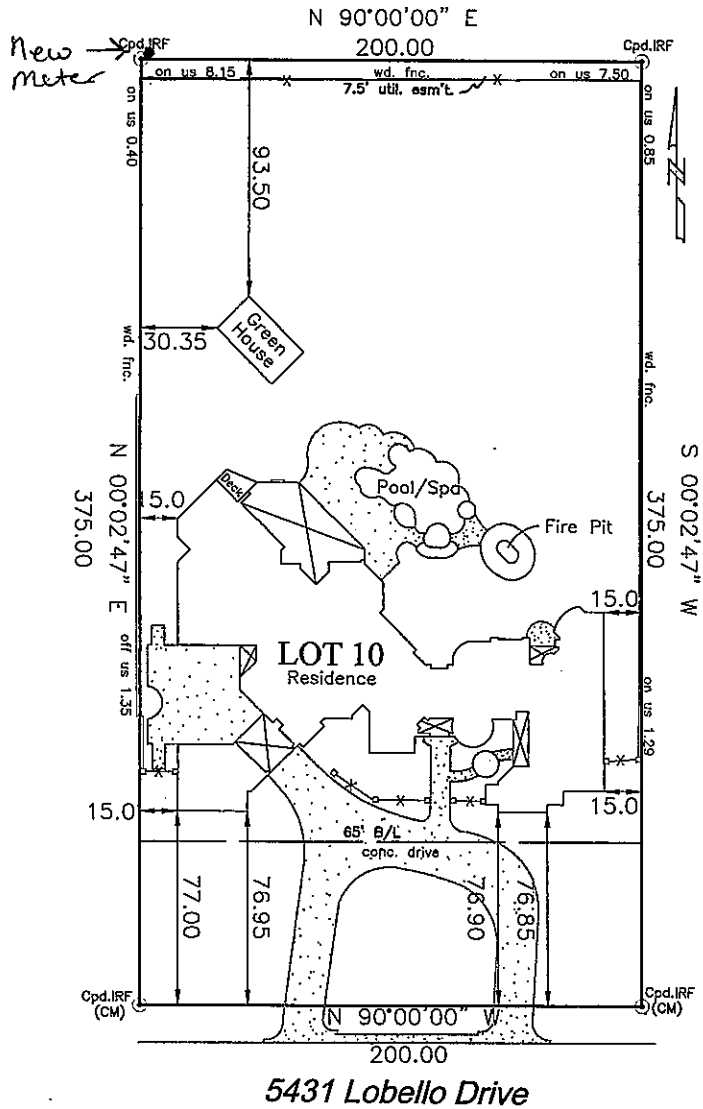 N 90°00'00" E
New
Meter
Cpd.IRF
200.00
Cpd.IRF
on us 8.15
wd. fnc.
on us 7.50
7.5' util. esm't.
on us 0.40
on us 0.85
93.50
Green
House
30.35
wd. fnc.
wd. fnc.
N 00°02'47" E
375.00
S 00°02'47" W
375.00
Deck
Pool/Spa
Fire Pit
15.0
15.0
LOT 10
Residence
off us 1.35
on us 1.29
15.0
15.0
65' B/L
conc. drive
77.00
76.95
76.90
76.85
Cpd.IRF
(CM)
N 90°00'00" W
Cpd.IRF
(CM)
200.00
5431 Lobello Drive